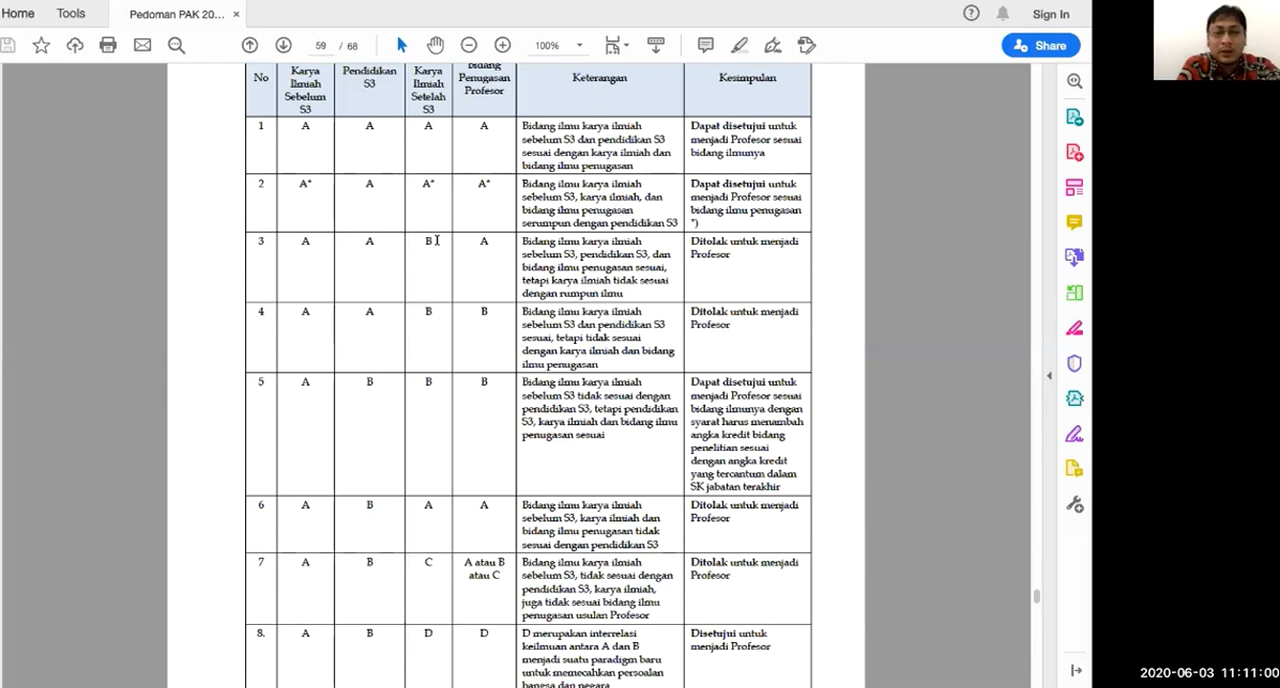 Home
Tools
Pedoman PAK 20...
×
Sign In
59 / 68
100%
Share
No
Karya
Ilmiah
Sebelum
S3
Pendidikan
S3
Karya
Ilmiah
Setelah
S3
bidang
Penugasan
Profesor
Keterangan
Kesimpulan
1
A
A
A
A
Bidang ilmu karya ilmiah
sebelum S3 dan pendidikan S3
sesuai dengan karya ilmiah dan
bidang ilmu penugasan
Dapat disetujui untuk
menjadi Profesor sesuai
bidang ilmunya
2
A*
A
A*
A*
Bidang ilmu karya ilmiah
sebelum S3, karya ilmiah, dan
bidang ilmu penugasan
serumpun dengan pendidikan S3
Dapat disetujui untuk
menjadi Profesor sesuai
bidang ilmu penugasan
*)
3
A
A
B
A
Bidang ilmu karya ilmiah
sebelum S3, pendidikan S3, dan
bidang ilmu penugasan sesuai,
tetapi karya ilmiah tidak sesuai
dengan rumpun ilmu
Ditolak untuk menjadi
Profesor
4
A
A
B
B
Bidang ilmu karya ilmiah
sebelum S3 dan pendidikan S3
sesuai, tetapi tidak sesuai
dengan karya ilmiah dan bidang
ilmu penugasan
Ditolak untuk menjadi
Profesor
5
A
B
B
B
Bidang ilmu karya ilmiah
sebelum S3 tidak sesuai dengan
pendidikan S3, tetapi pendidikan
S3, karya ilmiah dan bidang ilmu
penugasan sesuai
Dapat disetujui untuk
menjadi Profesor sesuai
bidang ilmunya dengan
syarat harus menambah
angka kredit bidang
penelitian sesuai
dengan angka kredit
yang tercantum dalam
SK jabatan terakhir
6
A
B
A
A
Bidang ilmu karya ilmiah
sebelum S3, karya ilmiah dan
bidang ilmu penugasan tidak
sesuai dengan pendidikan S3
Ditolak untuk menjadi
Profesor
7
A
B
C
A atau B
atau C
Bidang ilmu karya ilmiah
sebelum S3, tidak sesuai dengan
pendidikan S3, karya ilmiah,
juga tidak sesuai bidang ilmu
penugasan usulan Profesor
Ditolak untuk menjadi
Profesor
8.
A
B
D
D
D merupakan interrelasi
keilmuan antara A dan B
menjadi suatu paradigm baru
untuk memecahkan persoalan
bangsa dan negara
Disetujui untuk
menjadi Profesor
2020-06-03 11:11:00